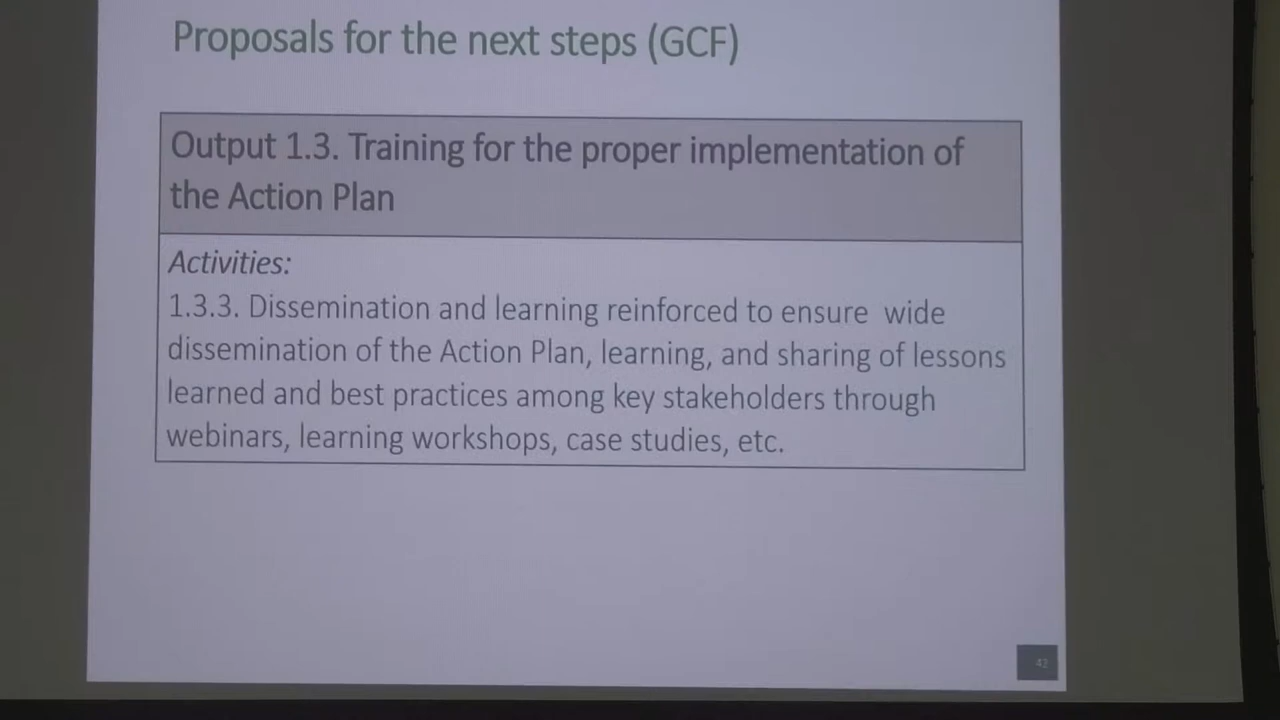 Proposals for the next steps (GCF)
Output 1.3. Training for the proper implementation of
the Action Plan
Activities:
1.3.3. Dissemination and learning reinforced to ensure  wide
dissemination of the Action Plan, learning, and sharing of lessons
learned and best practices among key stakeholders through
webinars, learning workshops, case studies, etc.
42